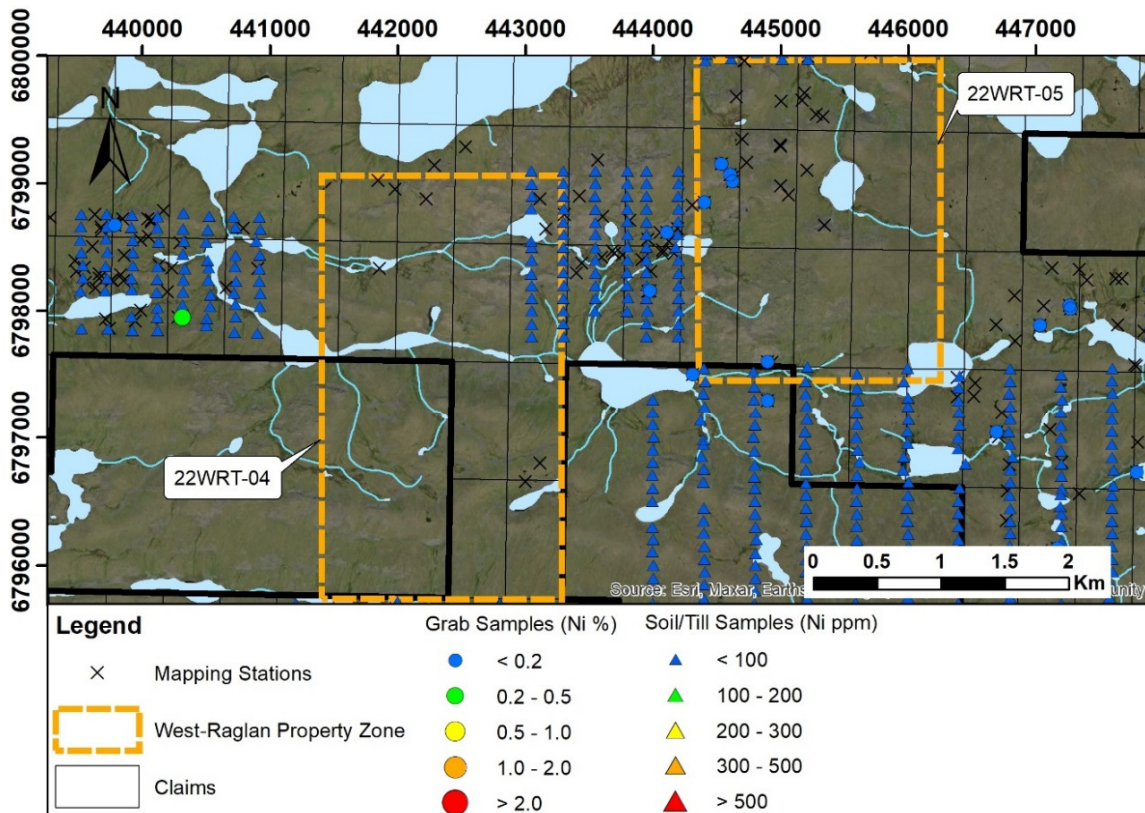 440000 441000 442000 443000 444000 445000 446000 447000
6800000
6799000
6798000
6797000
6796000
N
22WRT-05
22WRT-04
0 0.5 1 1.5 2
Km
Source: Esri, Maxar, Earths unity
Legend
Mapping Stations
West-Raglan Property Zone
Claims
Grab Samples (Ni %)
< 0.2
0.2 - 0.5
0.5 - 1.0
1.0 - 2.0
> 2.0
Soil/Till Samples (Ni ppm)
< 100
100 - 200
200 - 300
300 - 500
> 500